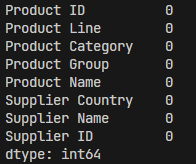 Product ID 0
Product Line 0
Product Category 0
Product Group 0
Product Name 0
Supplier Country 0
Supplier Name 0
Supplier ID 0
dtype: int64